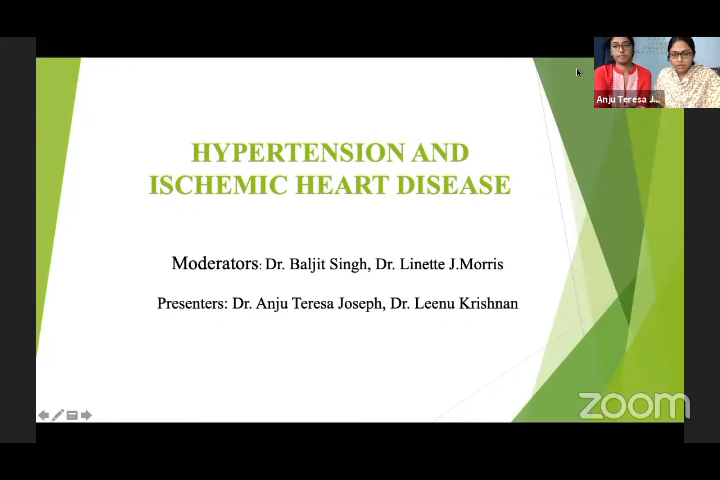 HYPERTENSION AND
ISCHEMIC HEART DISEASE
Moderators: Dr. Baljit Singh, Dr. Linette J.Morris
Presenters: Dr. Anju Teresa Joseph, Dr. Leenu Krishnan
Anju Teresa J...
zoom